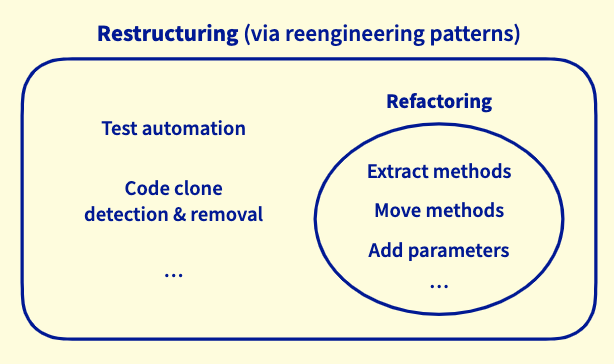 Restructuring (via reengineering patterns)
Test automation
Code clone
detection & removal
...
Refactoring
Extract methods
Move methods
Add parameters
...